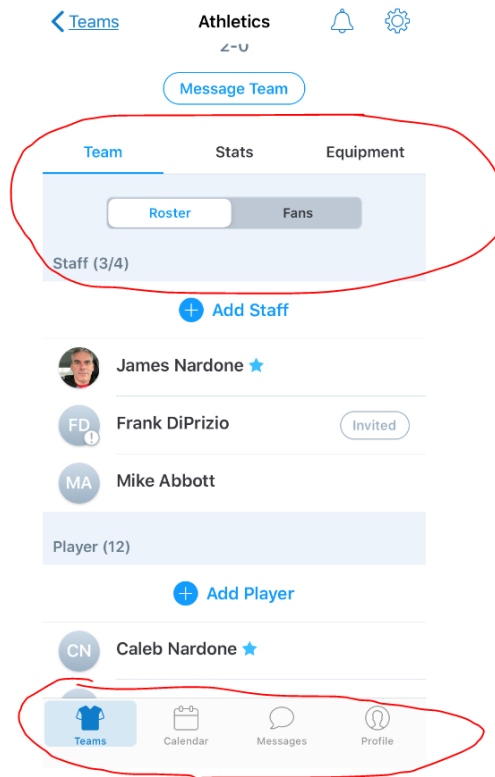 Teams Athletics
2-0
Message Team
Team Stats Equipment
Roster Fans
Staff (3/4)
Add Staff
James Nardone
FD Frank DiPrizio Invited
MA Mike Abbott
Player (12)
Add Player
CN Caleb Nardone
Teams Calendar Messages Profile